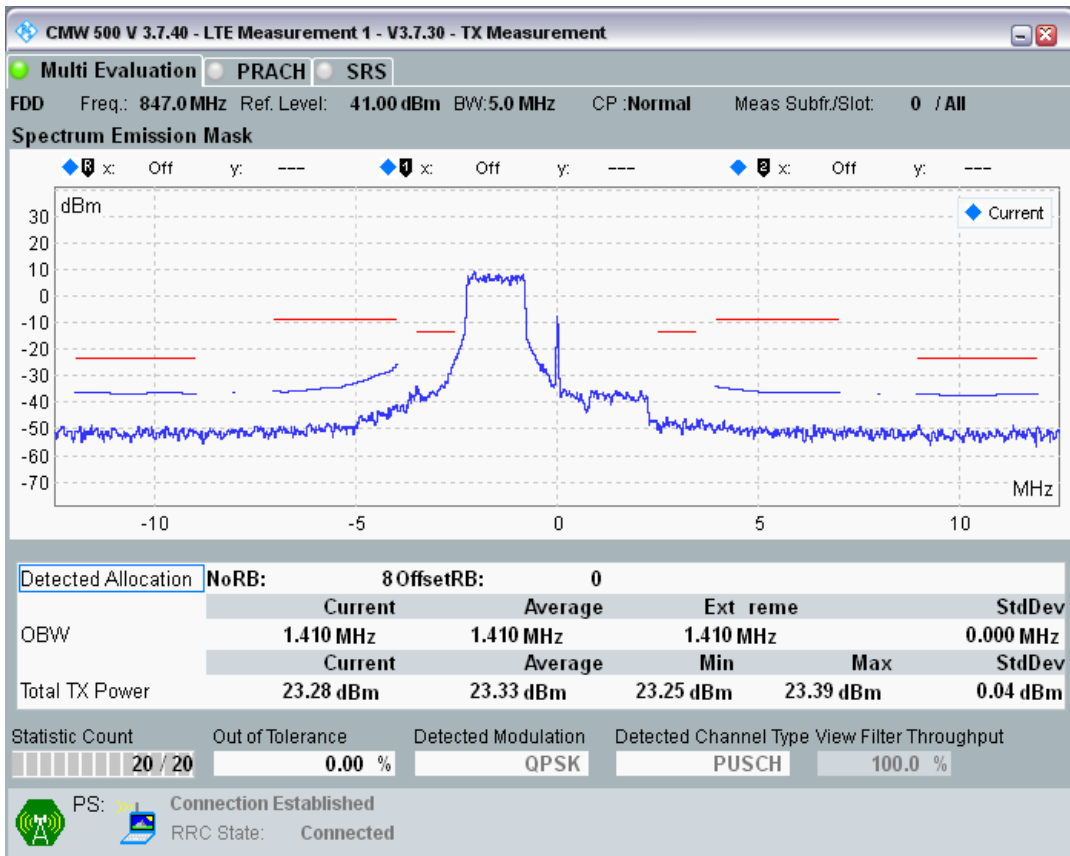 CMW 500 V 3.7.40 - LTE Measurement 1 - V3.7.30 - TX Measurement
Multi Evaluation PRACH SRS
FDD Freq.: 847.0 MHz Ref. Level: 41.00 dBm BW:5.0 MHz CP :Normal Meas Subfr./Slot: 0 / All
Spectrum Emission Mask
R x: Off y: --- 1 x: Off y: --- 2 x: Off y: ---
dBm
Current
30
20
10
0
-10
-20
-30
-40
-50
-60
-70
MHz
-10 -5 0 5 10
Detected Allocation NoRB: 8 OffsetRB: 0
Current Average Ext reme StdDev
OBW 1.410 MHz 1.410 MHz 1.410 MHz 0.000 MHz
Current Average Min Max StdDev
Total TX Power 23.28 dBm 23.33 dBm 23.25 dBm 23.39 dBm 0.04 dBm
Statistic Count Out of Tolerance Detected Modulation Detected Channel Type View Filter Throughput
20 / 20 0.00 % QPSK PUSCH 100.0 %
PS: Connection Established
RRC State: Connected